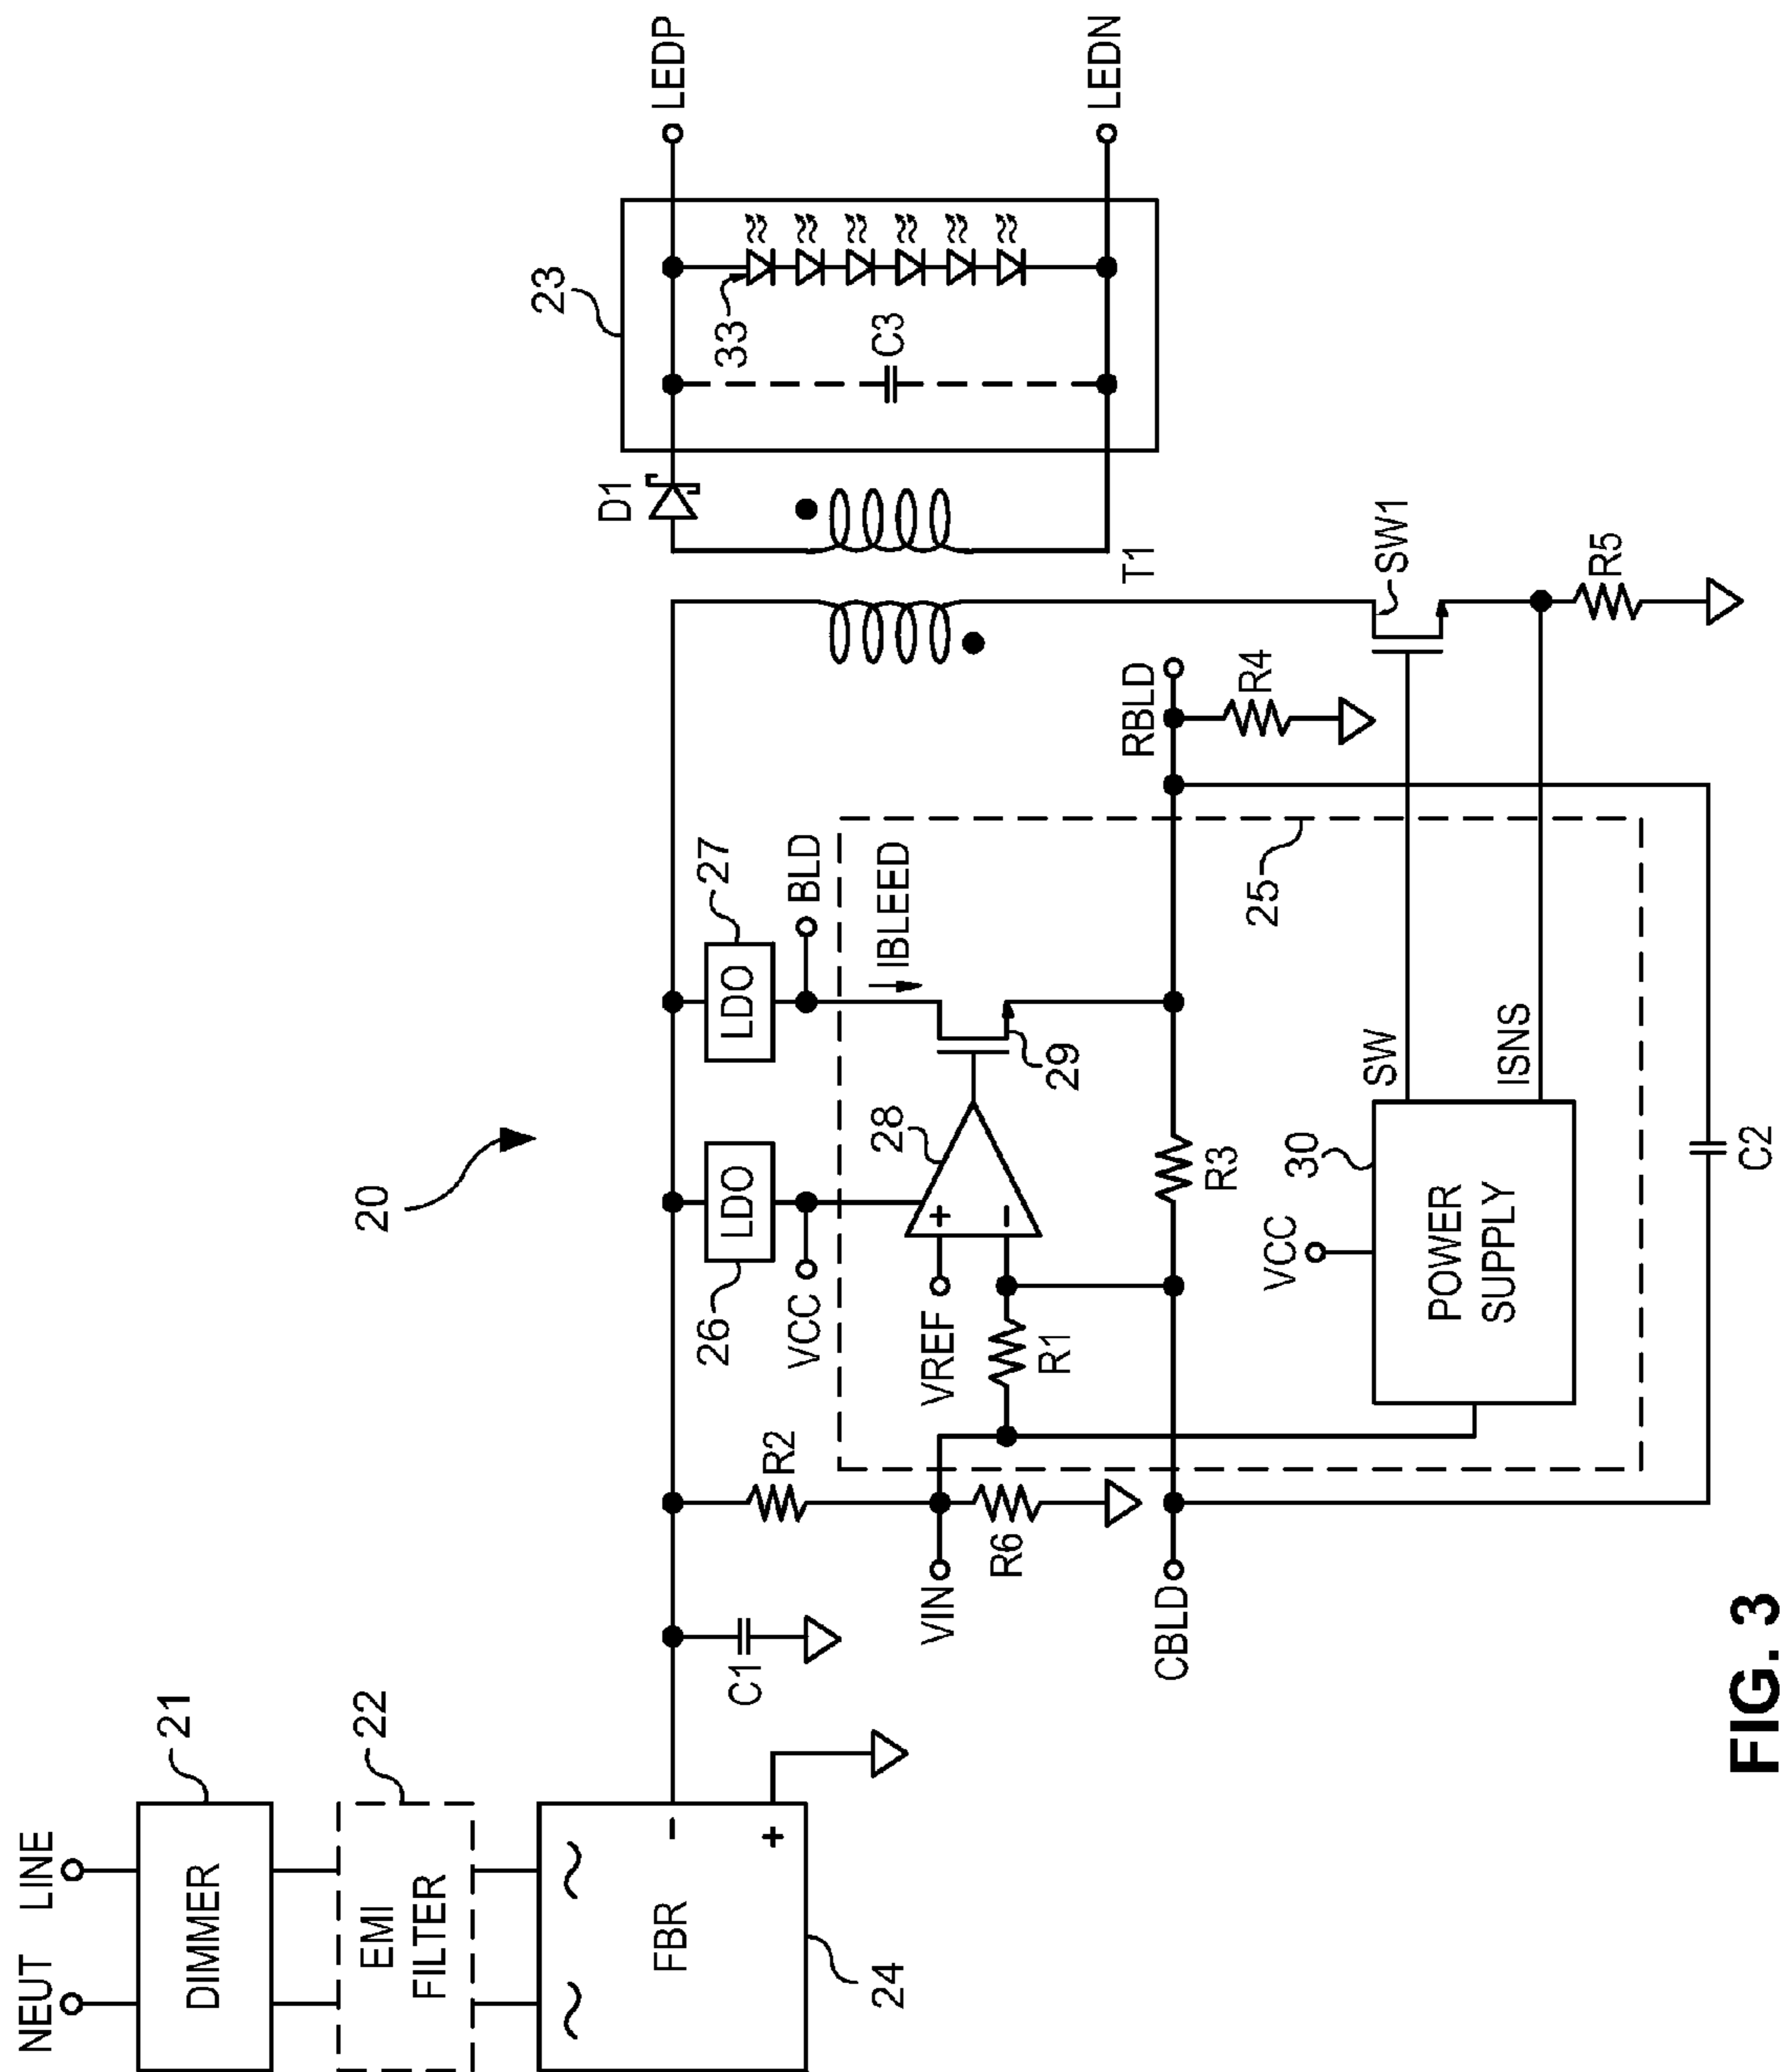 NEUT
LINE
DIMMER
21
EMI
FILTER
22
FBR
~
~
-
+
24
20
C1
R2
VIN
R6
CBLD
LDO
26
VCC
LDO
27
BLD
IBLEED
VREF
+
-
28
29
R1
R3
RBLD
R4
25
VCC
30
POWER
SUPPLY
SW
ISNS
C2
T1
SW1
R5
D1
23
33
C3
LEDP
LEDN
FIG. 3